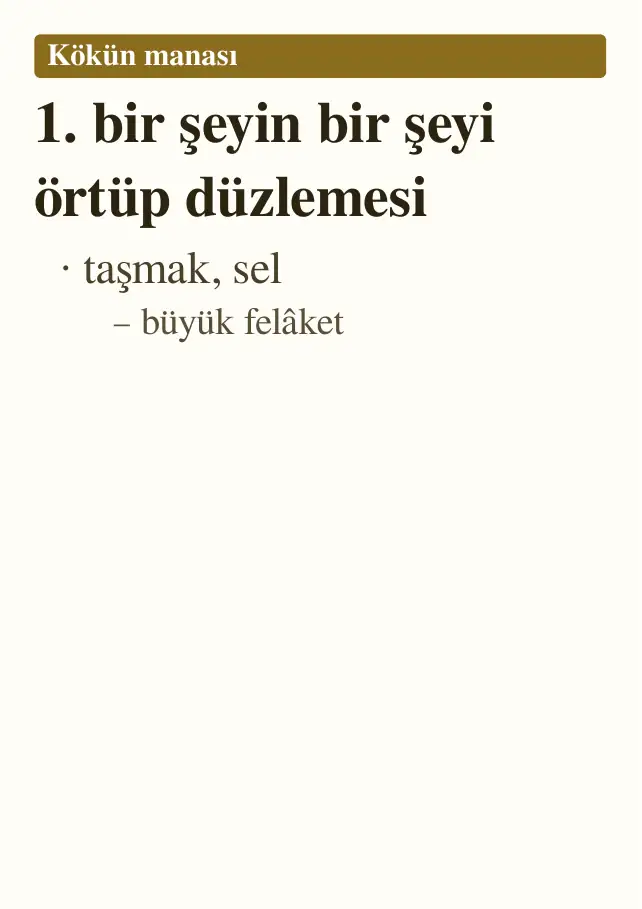 Kökün manası
1. bir şeyin bir şeyi
örtüp düzlemesi
· taşmak, sel
– büyük felâket